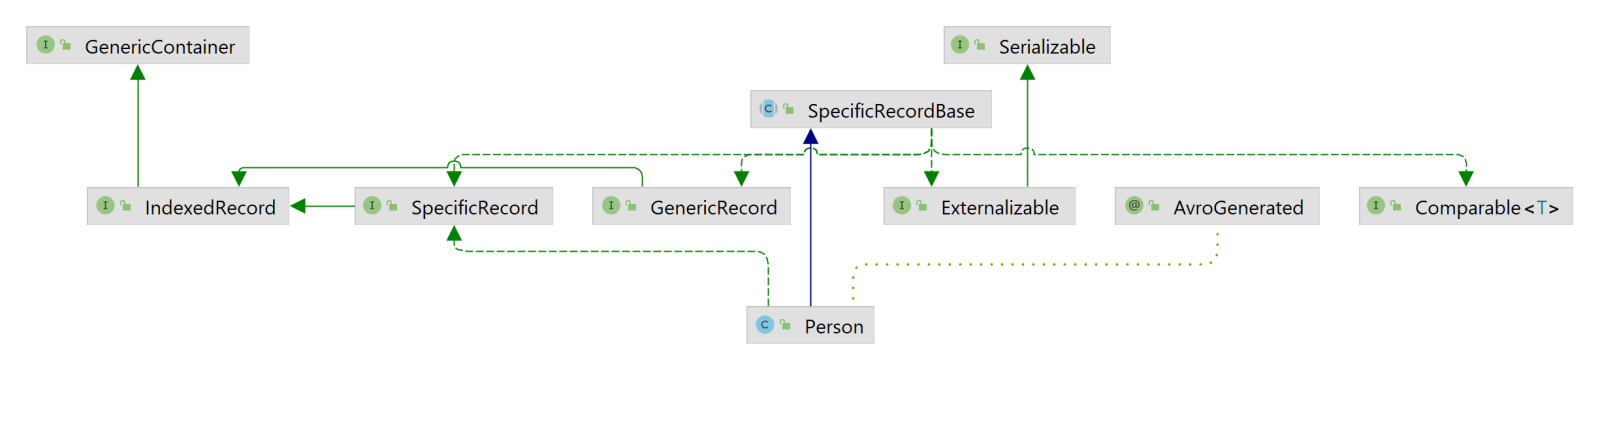 I GenericContainer
I Serializable
C SpecificRecordBase
I IndexedRecord
I SpecificRecord
I GenericRecord
I Externalizable
@ AvroGenerated
I Comparable<T>
C Person